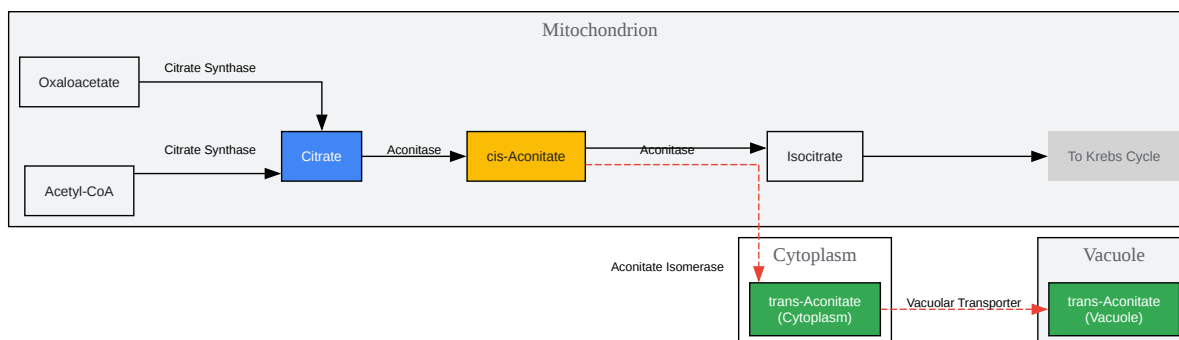 Mitochondrion
Oxaloacetate
Citrate Synthase
Citrate Synthase
Acetyl-CoA
Citrate
Aconitase
cis-Aconitate
Aconitase
Isocitrate
To Krebs Cycle
Aconitate Isomerase
Cytoplasm
trans-Aconitate
(Cytoplasm)
Vacuolar Transporter
Vacuole
trans-Aconitate
(Vacuole)